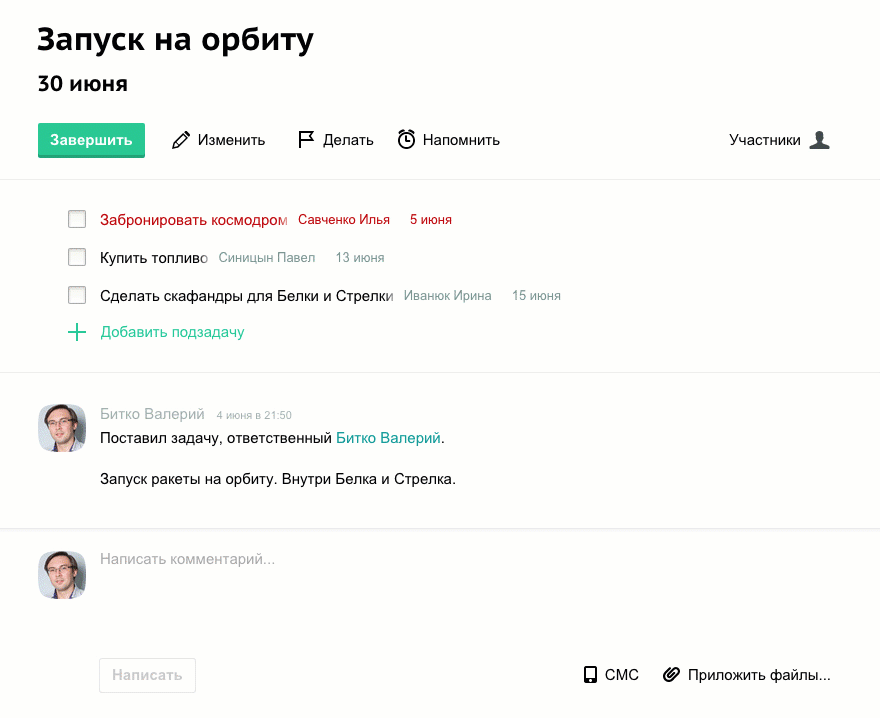 Запуск на орбиту
30 июня
Завершить Изменить Делать Напомнить Участники
Забронировать космодром Савченко Илья 5 июня
Купить топливо Синицын Павел 13 июня
Сделать скафандры для Белки и Стрелки Иванюк Ирина 15 июня
Добавить подзадачу
Битко Валерий 4 июня в 21:50
Поставил задачу, ответственный Битко Валерий.
Запуск ракеты на орбиту. Внутри Белка и Стрелка.
Написать комментарий...
Написать СМС Приложить файлы...